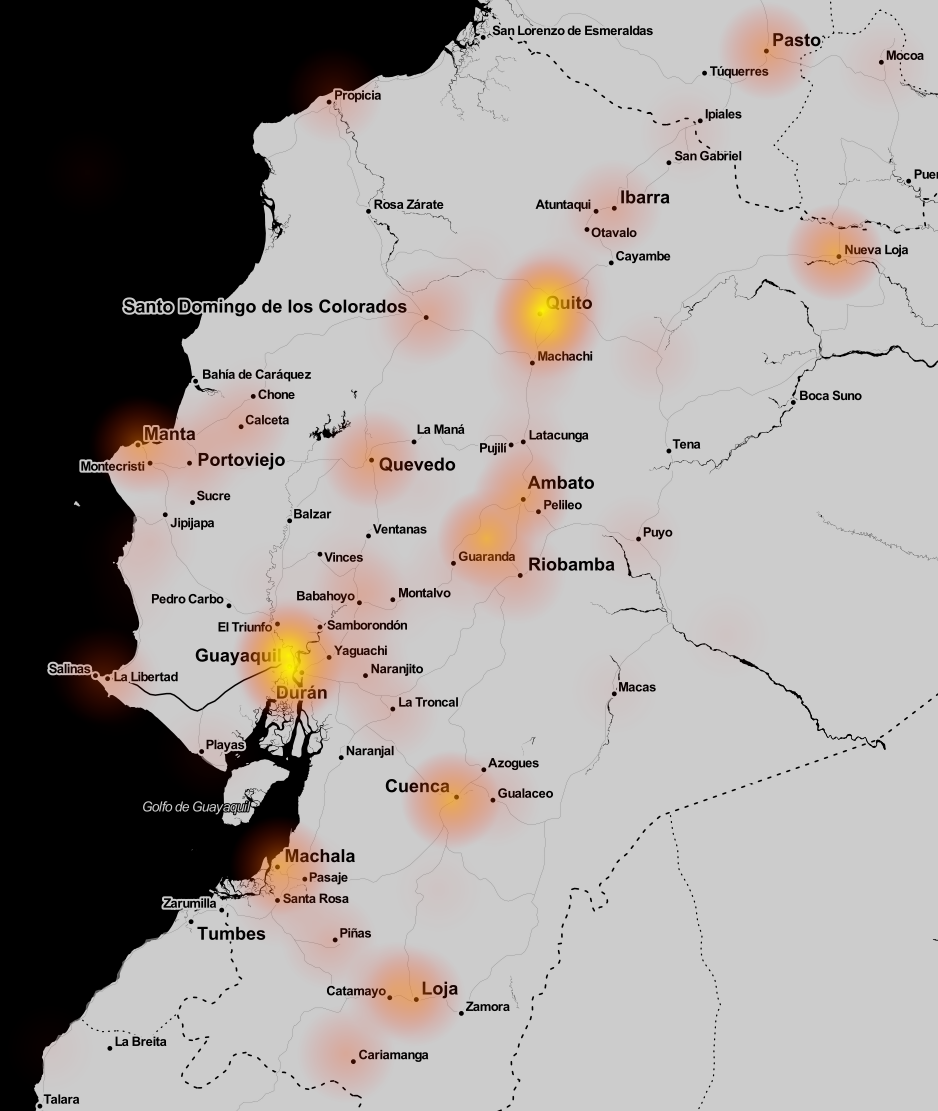 San Lorenzo de Esmeraldas
Pasto
Mocoa
Túquerres
Propicia
Ipiales
San Gabriel
Puer
Ibarra
Rosa Zárate
Atuntaqui
Otavalo
Nueva Loja
Cayambe
Santo Domingo de los Colorados
Quito
Machachi
Bahía de Caráquez
Chone
Boca Suno
Calceta
La Maná
Manta
Latacunga
Pujilí
Tena
Portoviejo
Quevedo
Montecristi
Ambato
Sucre
Pelileo
Balzar
Jipijapa
Ventanas
Puyo
Vinces
Guaranda
Riobamba
Pedro Carbo
Babahoyo
Montalvo
El Triunfo
Samborondón
Guayaquil
Yaguachi
Salinas
La Libertad
Naranjito
Macas
Durán
La Troncal
Playas
Naranjal
Azogues
Cuenca
Gualaceo
Golfo de Guayaquil
Machala
Pasaje
Santa Rosa
Zarumilla
Tumbes
Piñas
Catamayo
Loja
Zamora
La Breita
Cariamanga
Talara